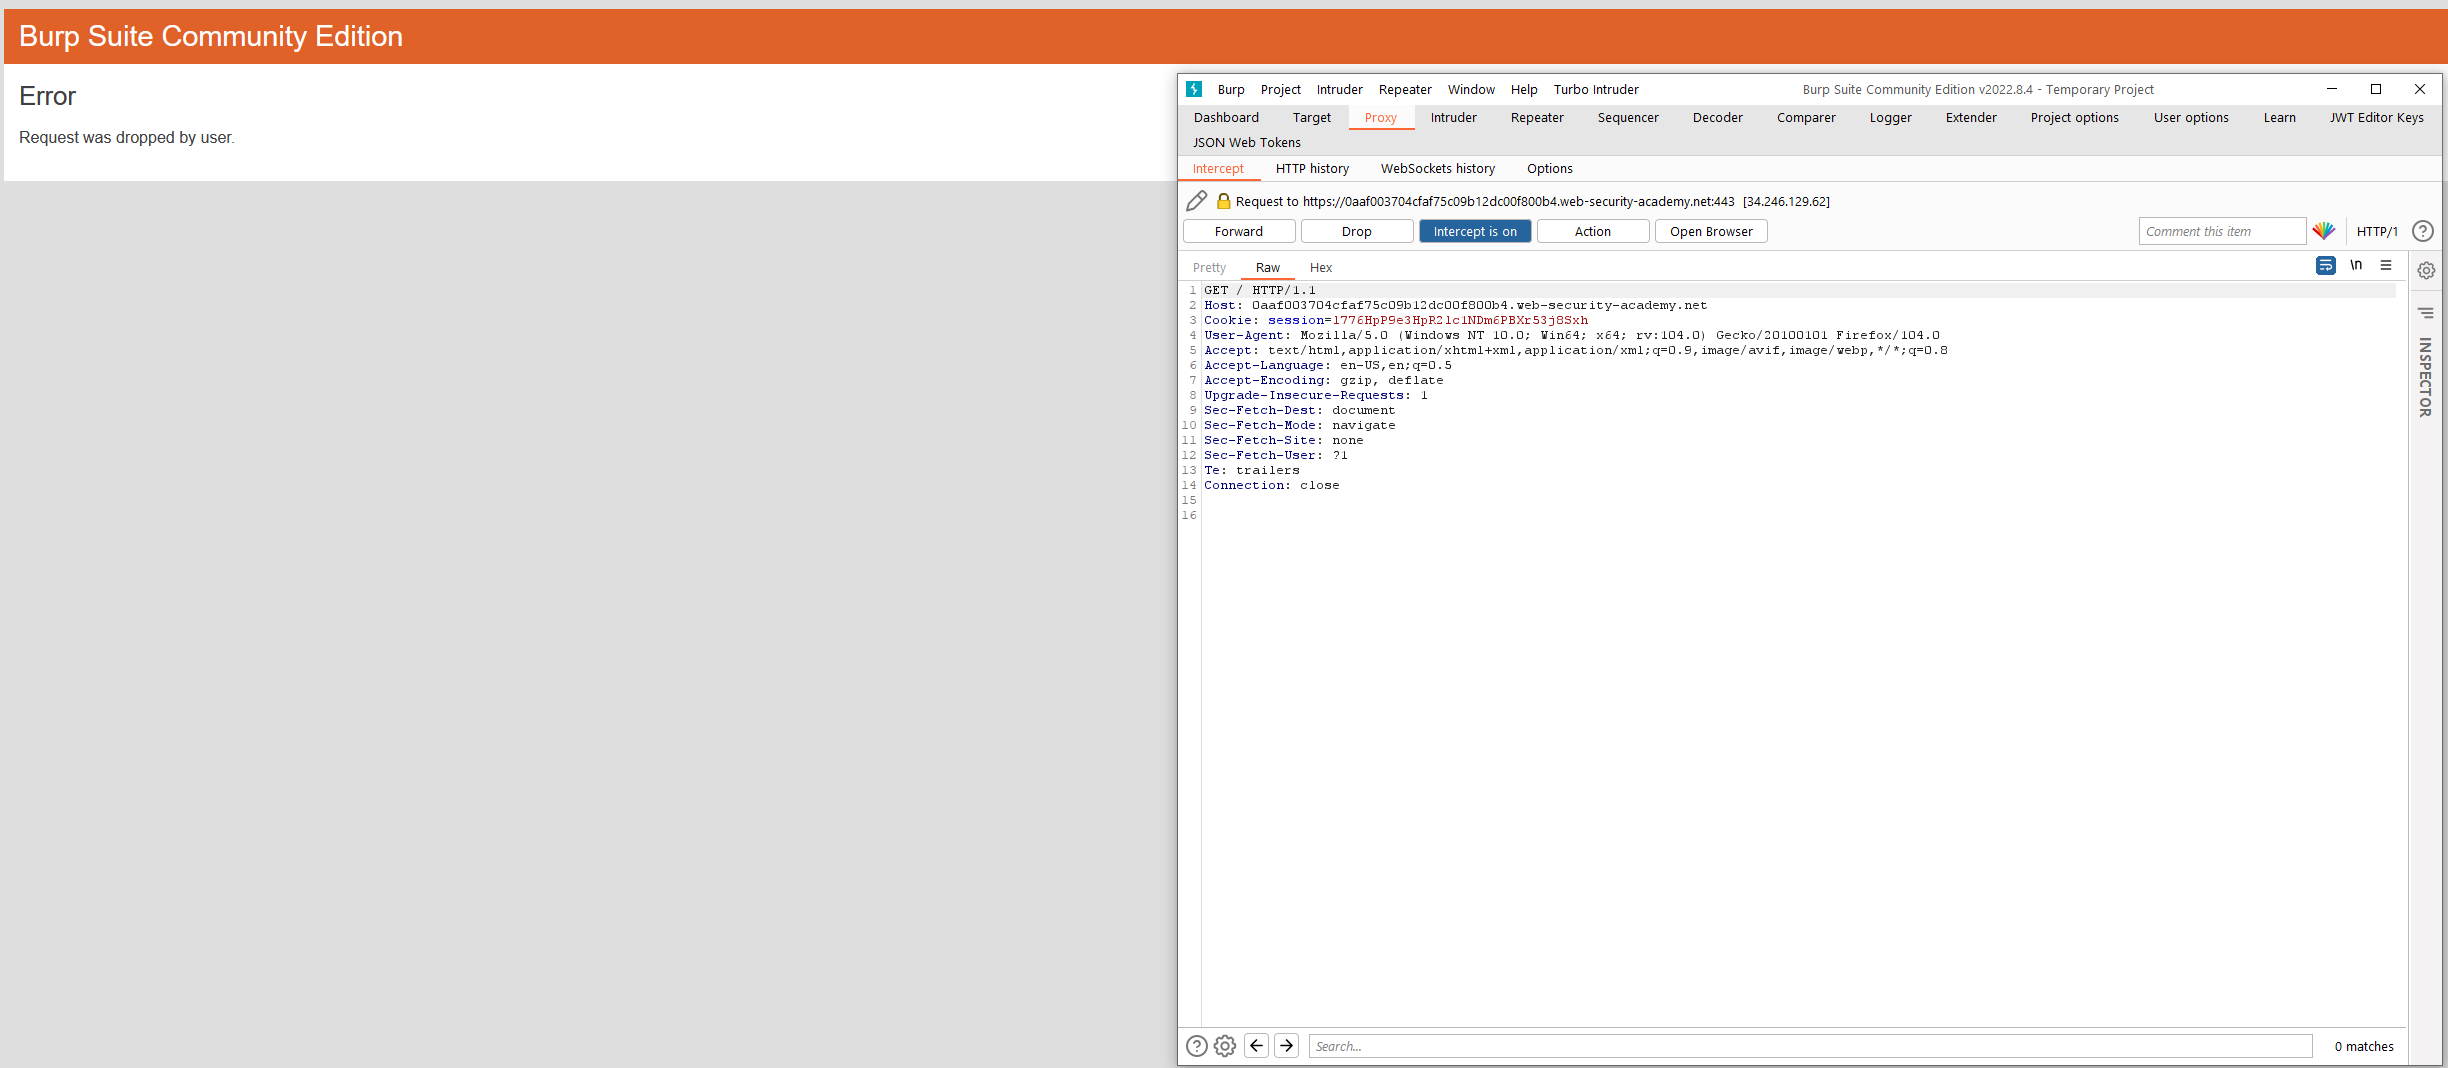 Burp Suite Community Edition
Error
Request was dropped by user.
Burp Project Intruder Repeater Window Help Turbo Intruder Burp Suite Community Edition v2022.8.4 - Temporary Project
Dashboard Target Proxy Intruder Repeater Sequencer Decoder Comparer Logger Extender Project options User options Learn JWT Editor Keys
JSON Web Tokens
Intercept HTTP history WebSockets history Options
Request to https://0aaf003704cfaf75c09b12dc00f800b4.web-security-academy.net:443 [34.246.129.62]
Forward Drop Intercept is on Action Open Browser Comment this item HTTP/1 ?
Pretty Raw Hex \n
1 GET / HTTP/1.1
2 Host: 0aaf003704cfaf75c09b12dc00f800b4.web-security-academy.net
3 Cookie: session=l776HpP9e3HpR2lc1NDm6PBXr53j8Sxh
4 User-Agent: Mozilla/5.0 (Windows NT 10.0; Win64; x64; rv:104.0) Gecko/20100101 Firefox/104.0
5 Accept: text/html,application/xhtml+xml,application/xml;q=0.9,image/avif,image/webp,*/*;q=0.8
6 Accept-Language: en-US,en;q=0.5
7 Accept-Encoding: gzip, deflate
8 Upgrade-Insecure-Requests: 1
9 Sec-Fetch-Dest: document
10 Sec-Fetch-Mode: navigate
11 Sec-Fetch-Site: none
12 Sec-Fetch-User: ?1
13 Te: trailers
14 Connection: close
15
16
INSPECTOR
? Search... 0 matches